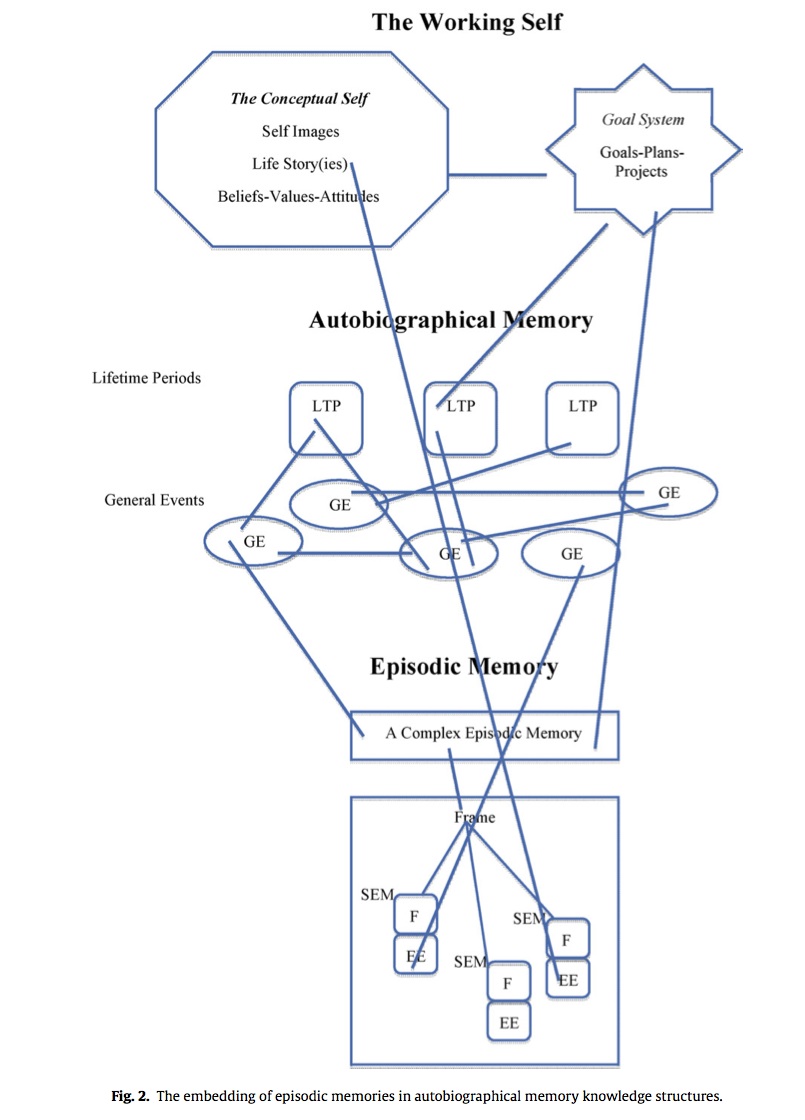 The Working Self
The Conceptual Self
Self Images
Life Story(ies)
Beliefs-Values-Attitudes
Goal System
Goals-Plans-
Projects
Autobiographical Memory
Lifetime Periods
LTP
LTP
LTP
General Events
GE
GE
GE
GE
GE
Episodic Memory
A Complex Episodic Memory
Frame
SEM
F
EE
SEM
F
EE
SEM
F
EE
Fig. 2. The embedding of episodic memories in autobiographical memory knowledge structures.